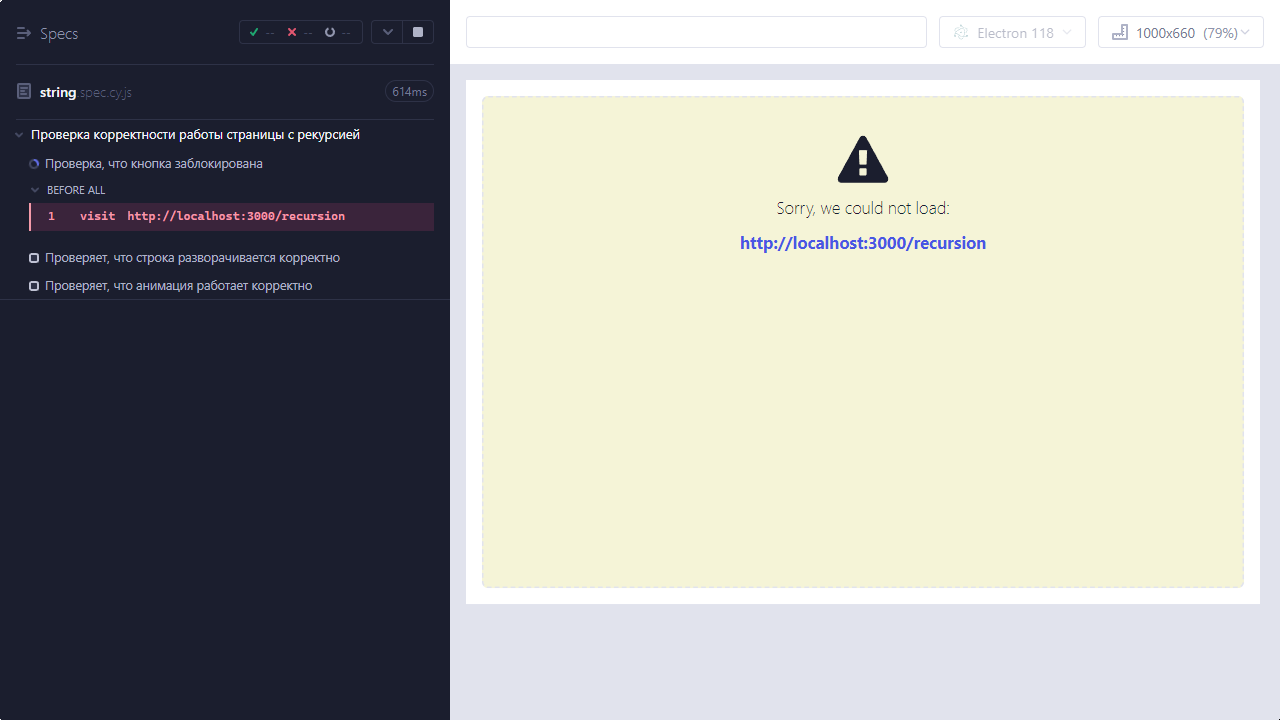 Specs
--
--
--
string.spec.cy.js
614ms
Проверка корректности работы страницы с рекурсией
Проверка, что кнопка заблокирована
BEFORE ALL
1 visit http://localhost:3000/recursion
Проверяет, что строка разворачивается корректно
Проверяет, что анимация работает корректно
Electron 118
1000x660 (79%)
Sorry, we could not load:
http://localhost:3000/recursion